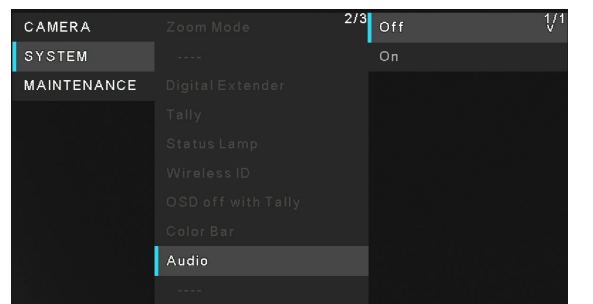 CAMERA
SYSTEM
MAINTENANCE
Zoom Mode
2/3
----
Digital Extender
Tally
Status Lamp
Wireless ID
OSD off with Tally
Color Bar
Audio
----
Off
1/1
On